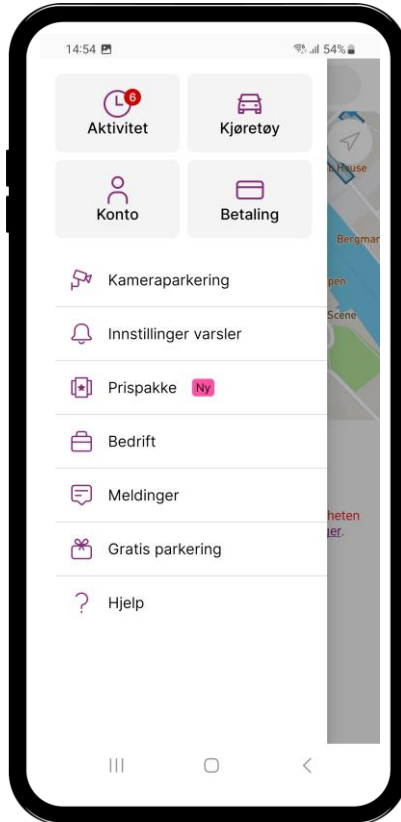 14:54 54%
6
Aktivitet Kjøretøy
Konto Betaling
House
Bergmar
pen
Scene
Kameraparkering
Innstillinger varsler
Prispakke Ny
Bedrift
Meldinger
heten
er.
Gratis parkering
Hjelp